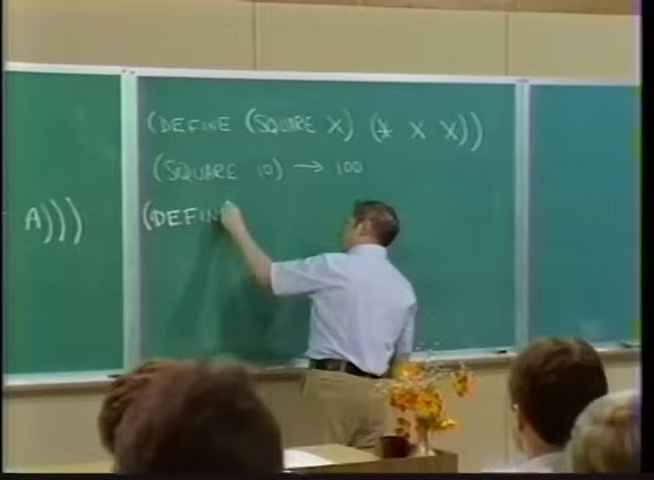 A)))
(DEFINE (SQUARE X) (* X X))
(SQUARE 10) → 100
(DEFIN